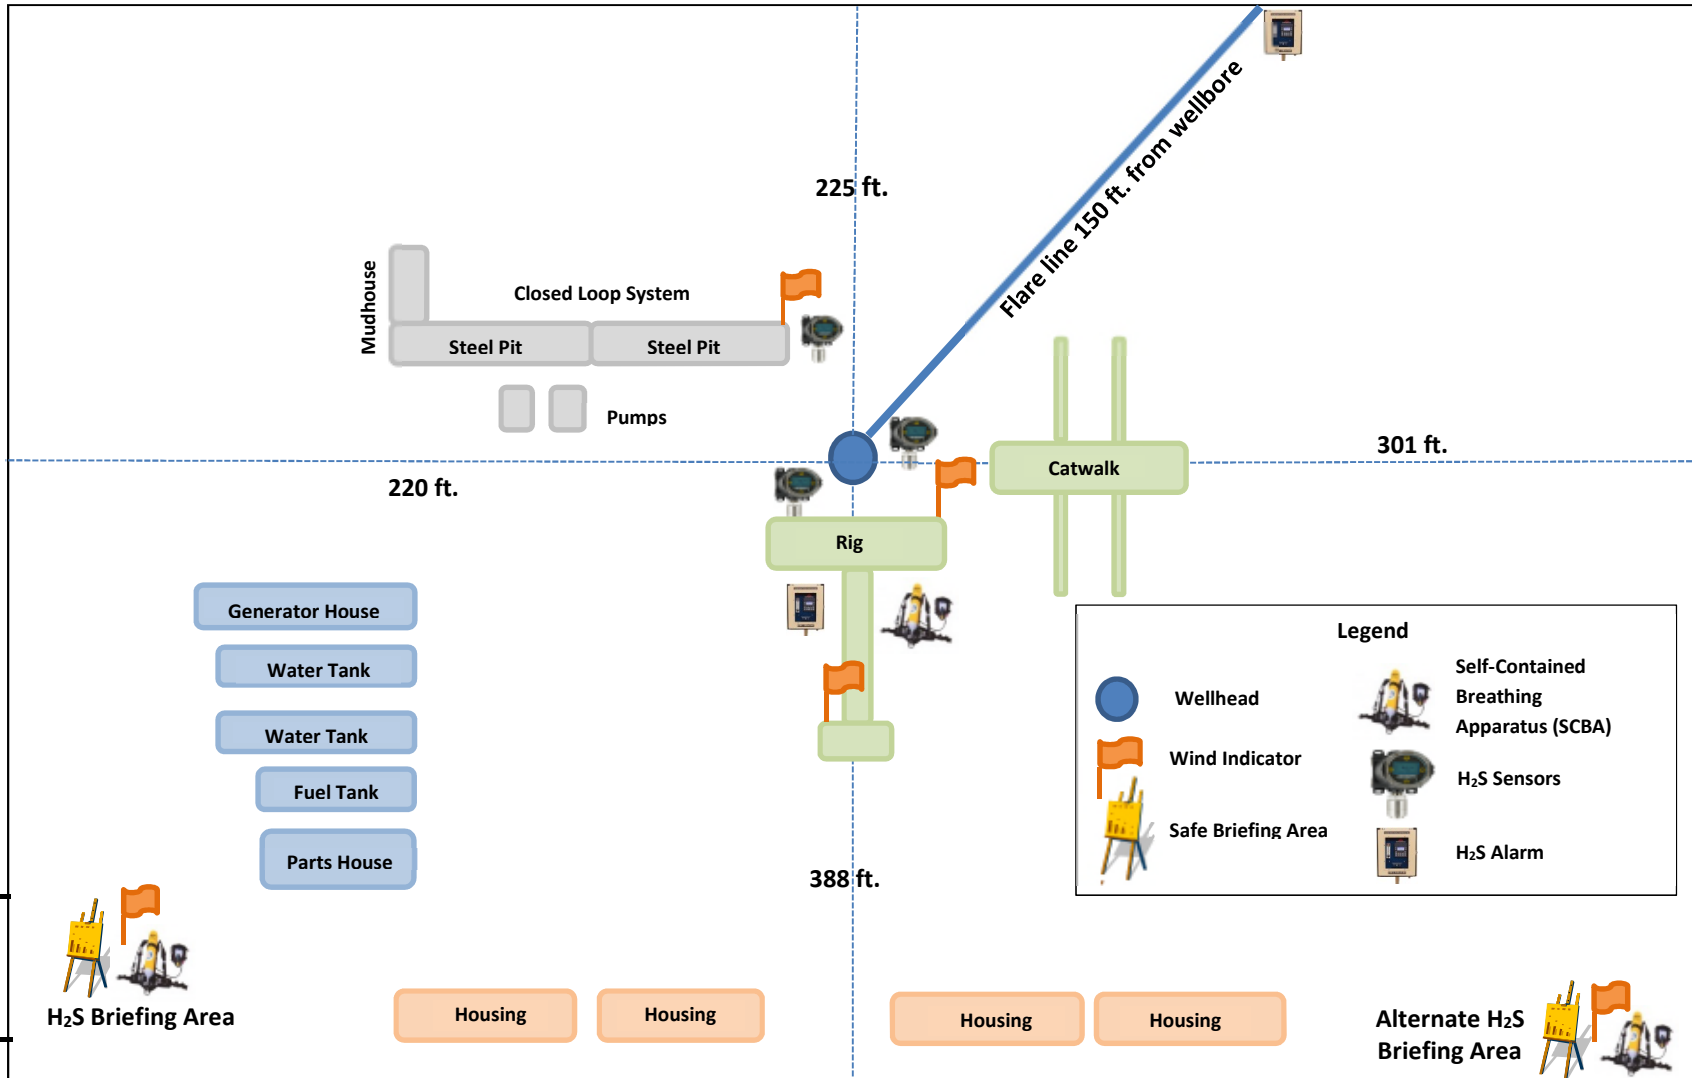 225 ft.
Flare line 150 ft. from wellbore
Mudhouse
Closed Loop System
Steel Pit
Steel Pit
Pumps
301 ft.
Catwalk
220 ft.
Rig
Generator House
Water Tank
Water Tank
Fuel Tank
Parts House
388 ft.
Legend
Wellhead
Wind Indicator
Safe Briefing Area
Self-Contained
Breathing
Apparatus (SCBA)
H₂S Sensors
H₂S Alarm
H₂S Briefing Area
Housing
Housing
Housing
Housing
Alternate H₂S
Briefing Area